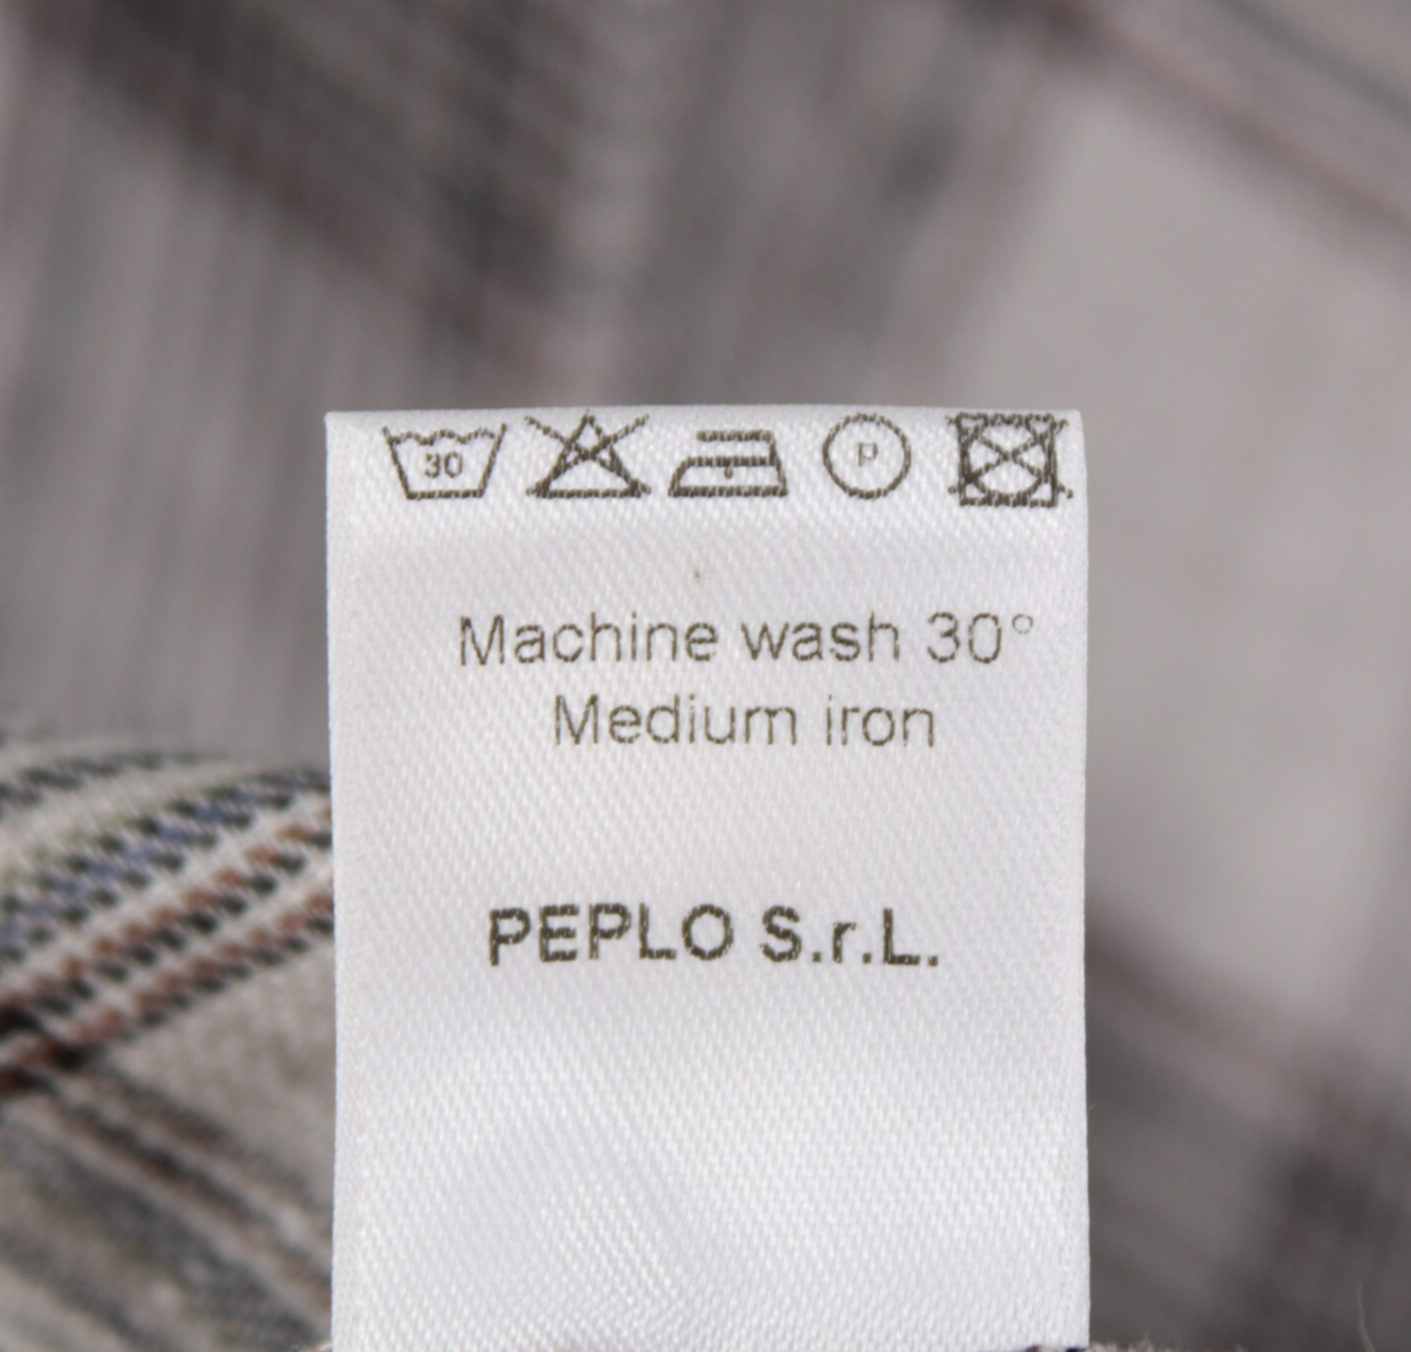 30 P
Machine wash 30°
Medium iron
PEPLO S.r.L.